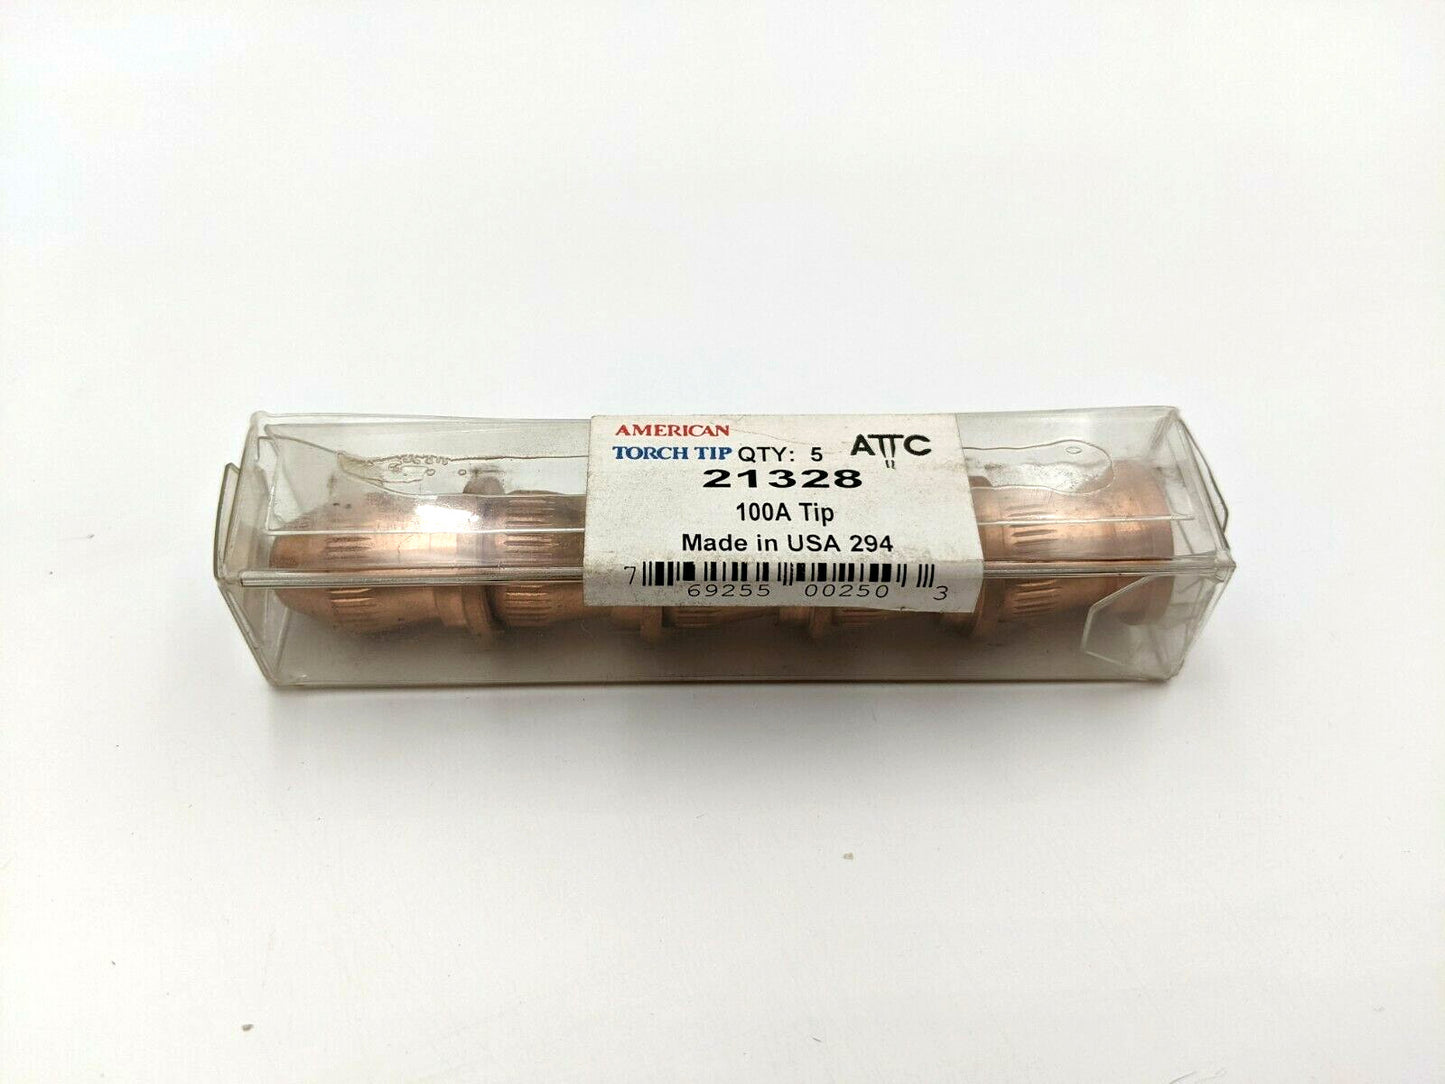 AMERICAN
TORCH TIP QTY: 5 ATTC
21328
100A Tip
Made in USA 294
7 69255 00250 3